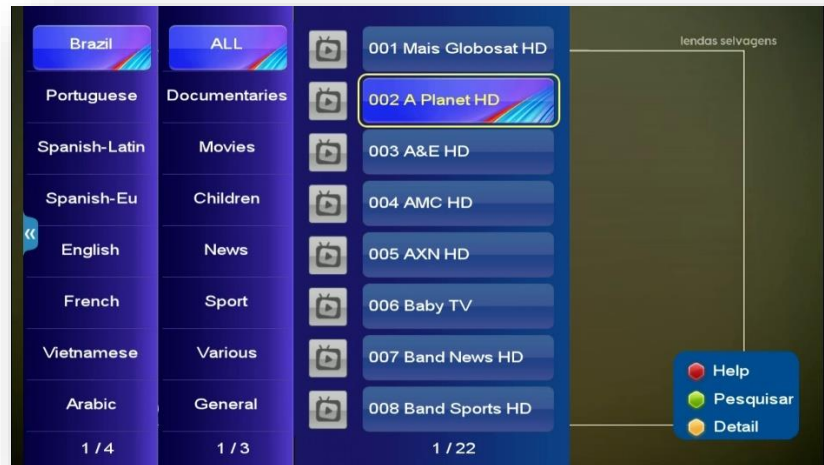 Brazil
Portuguese
Spanish-Latin
Spanish-Eu
English
French
Vietnamese
Arabic
1 / 4
ALL
Documentaries
Movies
Children
News
Sport
Various
General
1 / 3
001 Mais Globosat HD
002 A Planet HD
003 A&E HD
004 AMC HD
005 AXN HD
006 Baby TV
007 Band News HD
008 Band Sports HD
1 / 22
lendas selvagens
Help
Pesquisar
Detail